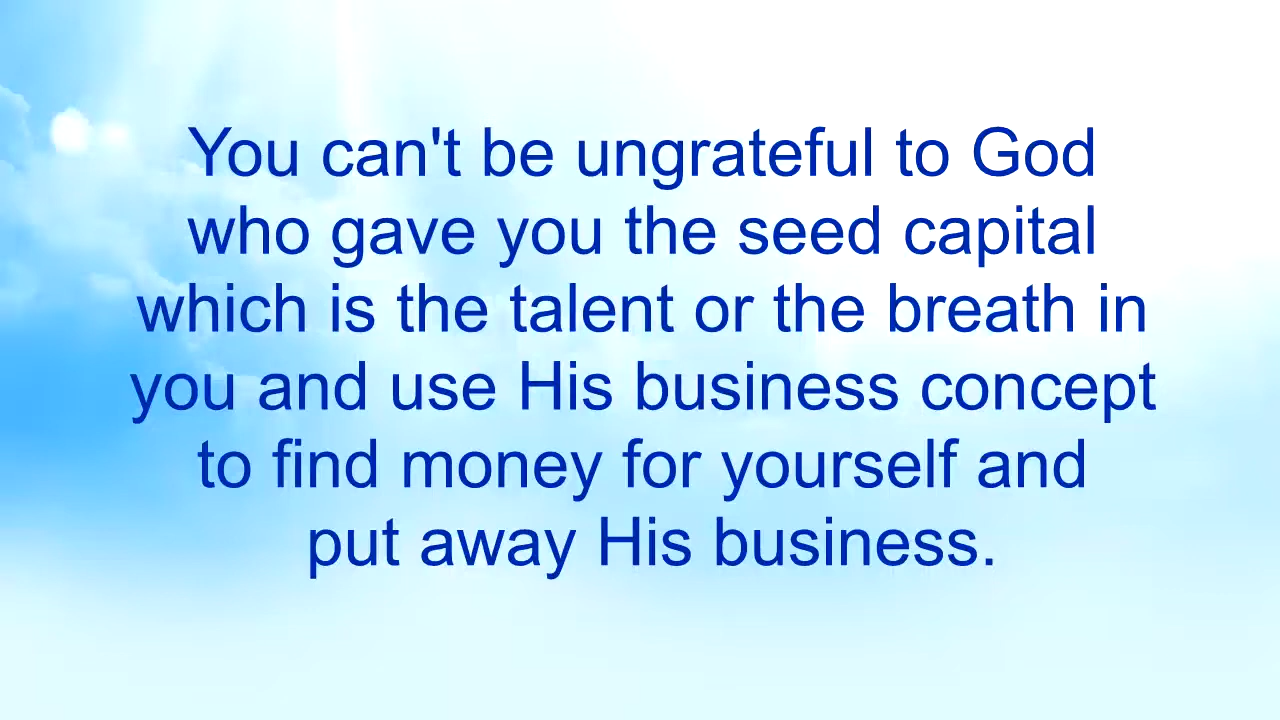 You can't be ungrateful to God
who gave you the seed capital
which is the talent or the breath in
you and use His business concept
to find money for yourself and
put away His business.